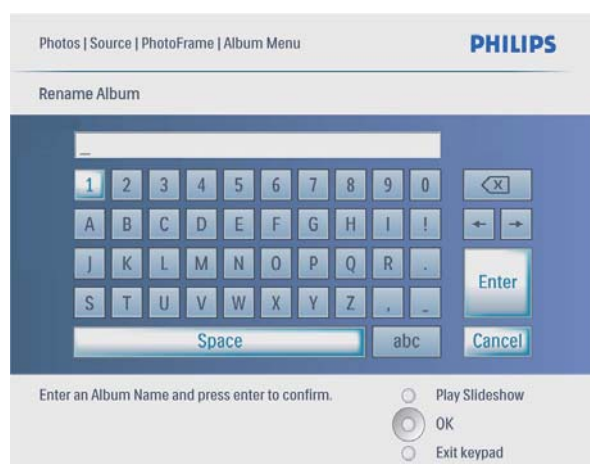 Photos | Source | PhotoFrame | Album Menu
PHILIPS
Rename Album
_
1 2 3 4 5 6 7 8 9 0
A B C D E F G H I !
J K L M N O P Q R .
S T U V W X Y Z , _
Enter
Space abc Cancel
Enter an Album Name and press enter to confirm.
Play Slideshow
OK
Exit keypad